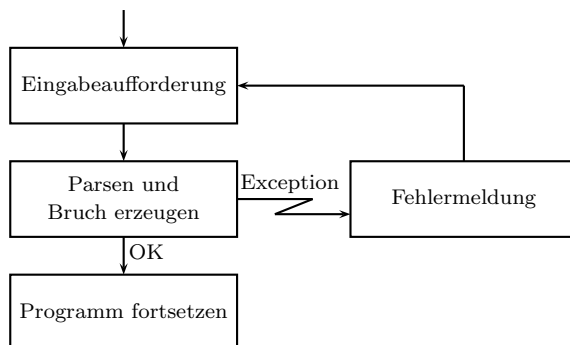 Eingabeaufforderung
Parsen und
Bruch erzeugen
Exception
Fehlermeldung
OK
Programm fortsetzen